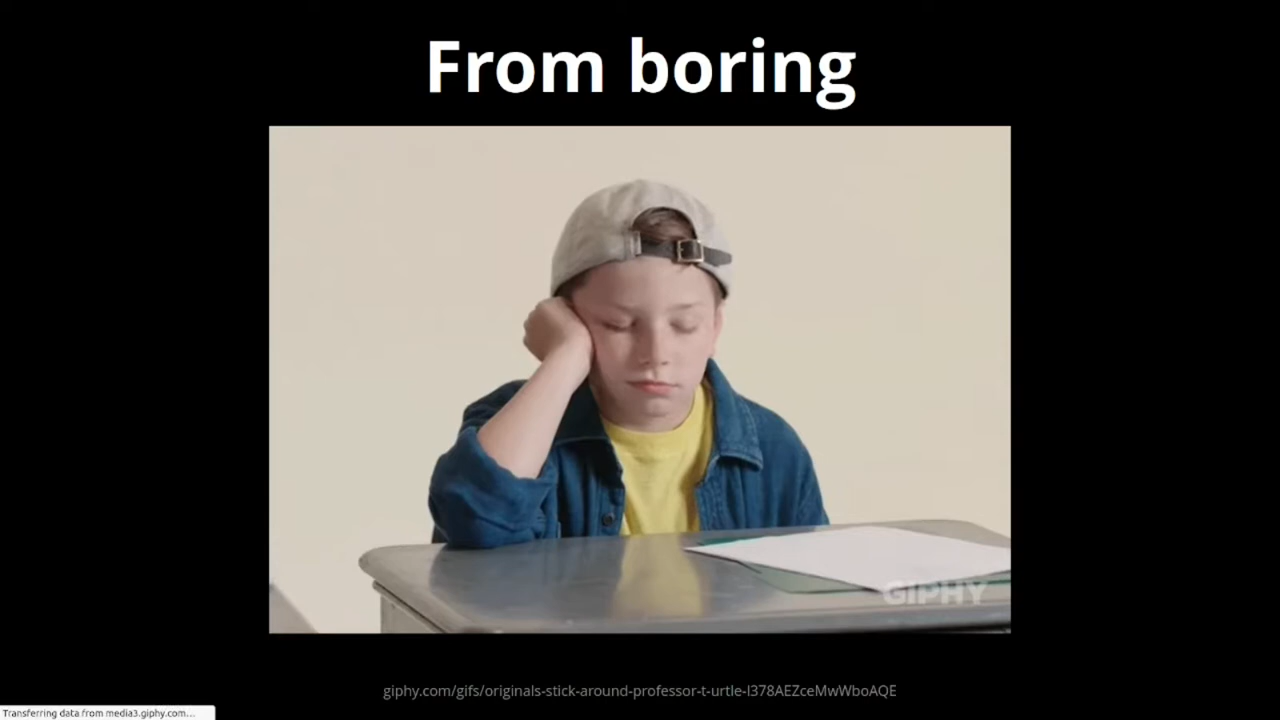 From boring
GIPHY
giphy.com/gifs/originals-stick-around-professor-t-urtle-l378AEZceMwWboAQE
Transferring data from media3.giphy.com...